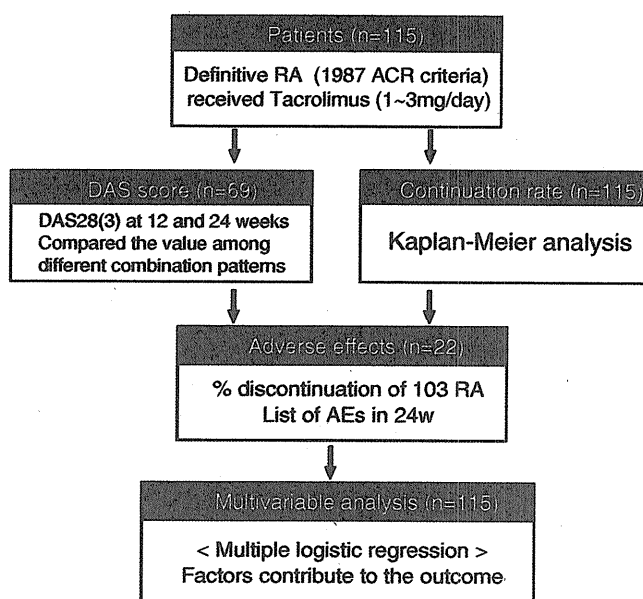 Patients (n=115)
Definitive RA (1987 ACR criteria)
received Tacrolimus (1~3mg/day)
DAS score (n=69)
DAS28(3) at 12 and 24 weeks
Compared the value among
different combination patterns
Continuation rate (n=115)
Kaplan-Meier analysis
Adverse effects (n=22)
% discontinuation of 103 RA
List of AEs in 24w
Multivariable analysis (n=115)
< Multiple logistic regression >
Factors contribute to the outcome